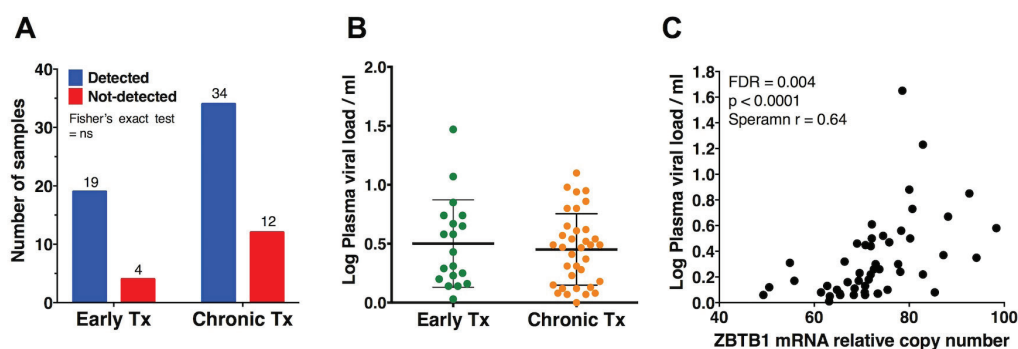 A
Number of samples
40
30
20
10
0
Detected
Not-detected
Fisher's exact test
= ns
19
4
34
12
Early Tx
Chronic Tx
B
Log Plasma viral load / ml
2.0
1.5
1.0
0.5
0.0
Early Tx
Chronic Tx
C
Log Plasma viral load / ml
1.8
1.6
1.4
1.2
1.0
0.8
0.6
0.4
0.2
0.0
FDR = 0.004
p < 0.0001
Speramn r = 0.64
40
60
80
100
ZBTB1 mRNA relative copy number